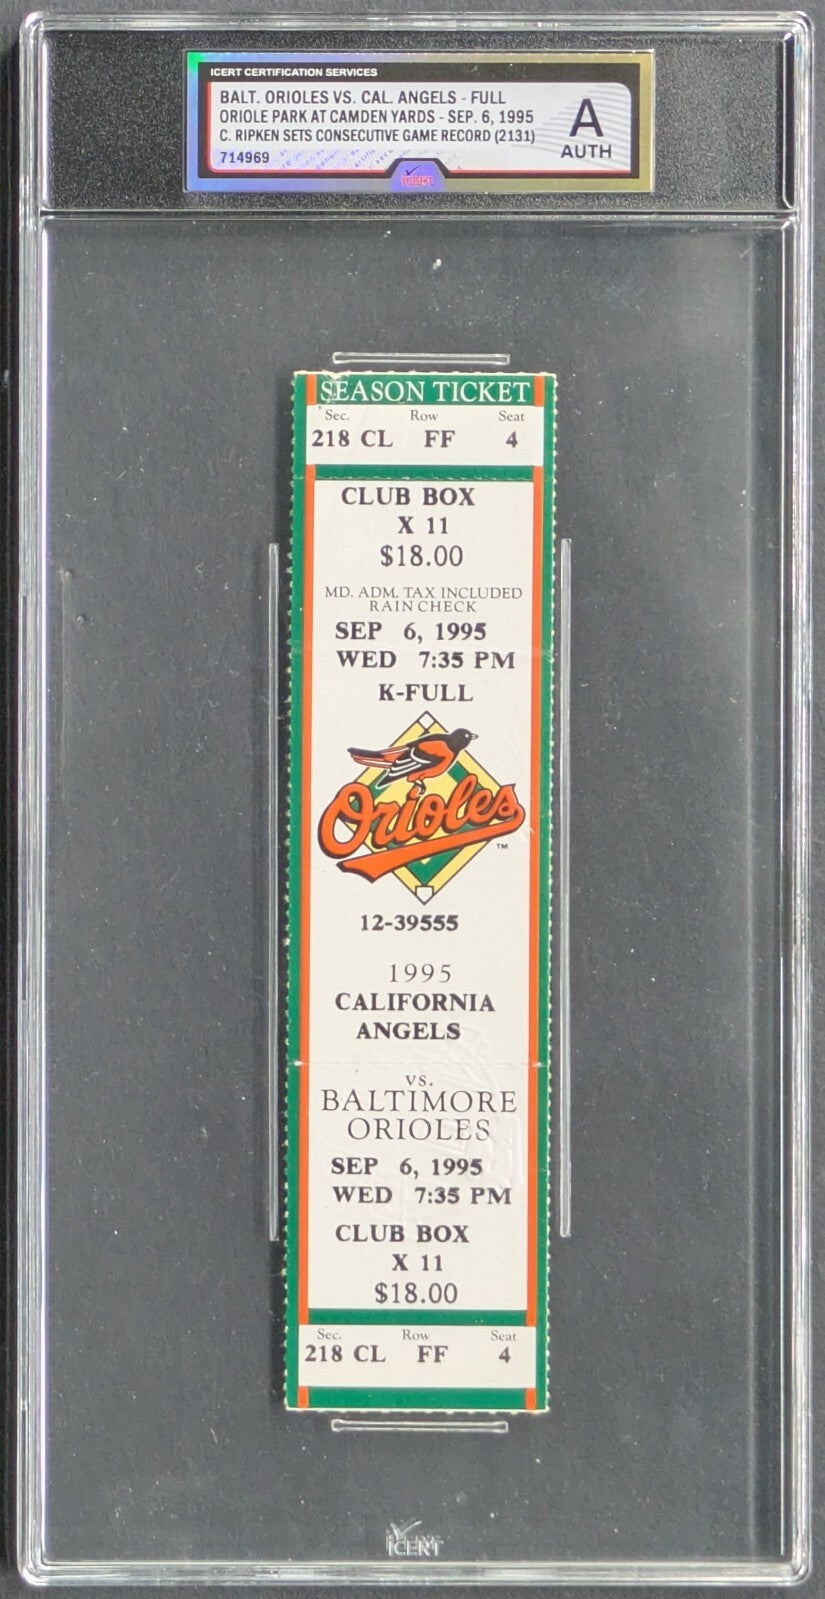 ICERT CERTIFICATION SERVICES
BALT. ORIOLES VS. CAL. ANGELS - FULL
ORIOLE PARK AT CAMDEN YARDS - SEP. 6, 1995
C. RIPKEN SETS CONSECUTIVE GAME RECORD (2131)
714969
A
AUTH
ICERT
SEASON TICKET
Sec. Row Seat
218 CL FF 4
CLUB BOX
X 11
$18.00
MD. ADM. TAX INCLUDED
RAIN CHECK
SEP 6, 1995
WED 7:35 PM
K-FULL
Orioles
TM
12-39555
1995
CALIFORNIA
ANGELS
VS.
BALTIMORE
ORIOLES
SEP 6, 1995
WED 7:35 PM
CLUB BOX
X 11
$18.00
Sec. Row Seat
218 CL FF 4
ICERT